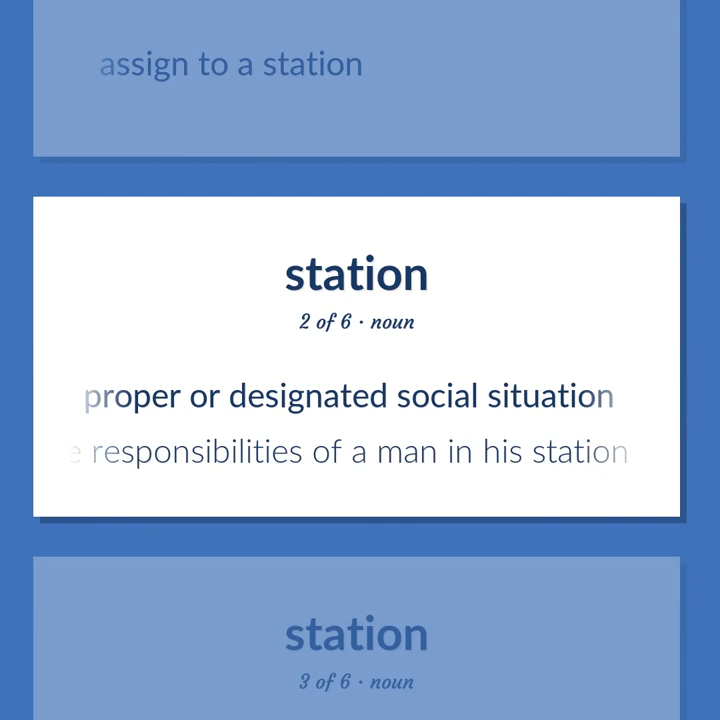 assign to a station
station
2 of 6 · noun
proper or designated social situation
responsibilities of a man in his station
station
3 of 6 · noun